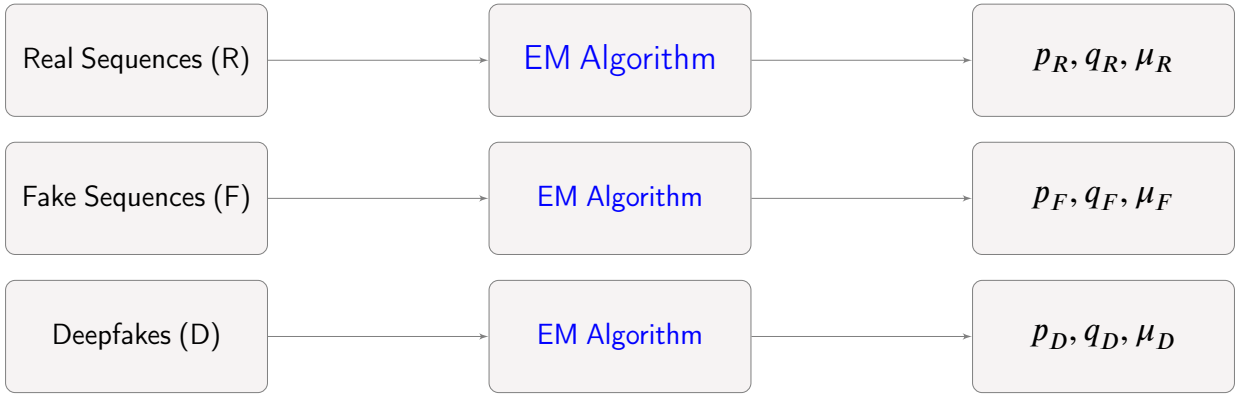 Real Sequences (R)
EM Algorithm
p_R, q_R, μ_R
Fake Sequences (F)
EM Algorithm
p_F, q_F, μ_F
Deepfakes (D)
EM Algorithm
p_D, q_D, μ_D